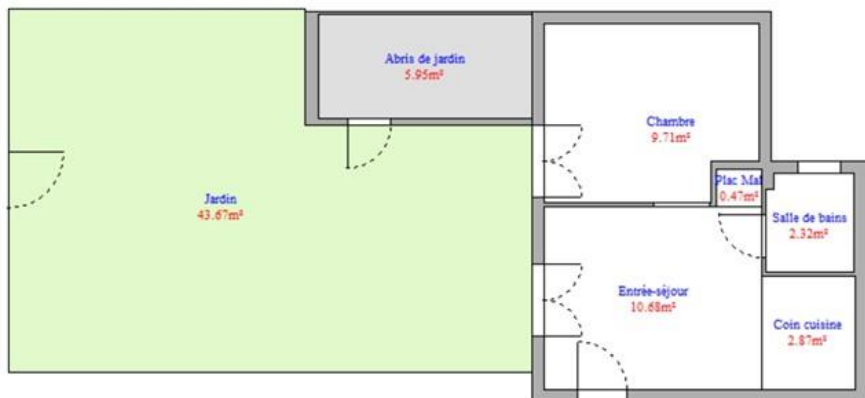 Abris de jardin
5.95m²
Chambre
9.71m²
Plac Mal
0.47m²
Jardin
43.67m²
Salle de bains
2.32m²
Entrée-séjour
10.68m²
Coin cuisine
2.87m²